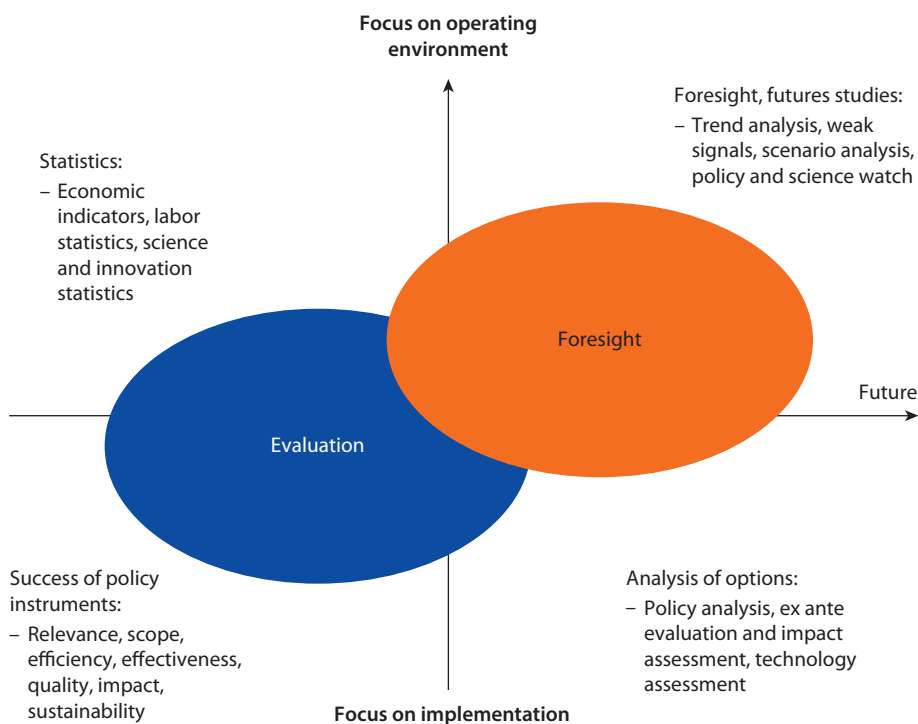 Focus on operating
environment
Foresight, futures studies:
– Trend analysis, weak
signals, scenario analysis,
policy and science watch
Statistics:
– Economic
indicators, labor
statistics, science
and innovation
statistics
Foresight
Future
Evaluation
Success of policy
instruments:
– Relevance, scope,
efficiency, effectiveness,
quality, impact,
sustainability
Analysis of options:
– Policy analysis, ex ante
evaluation and impact
assessment, technology
assessment
Focus on implementation